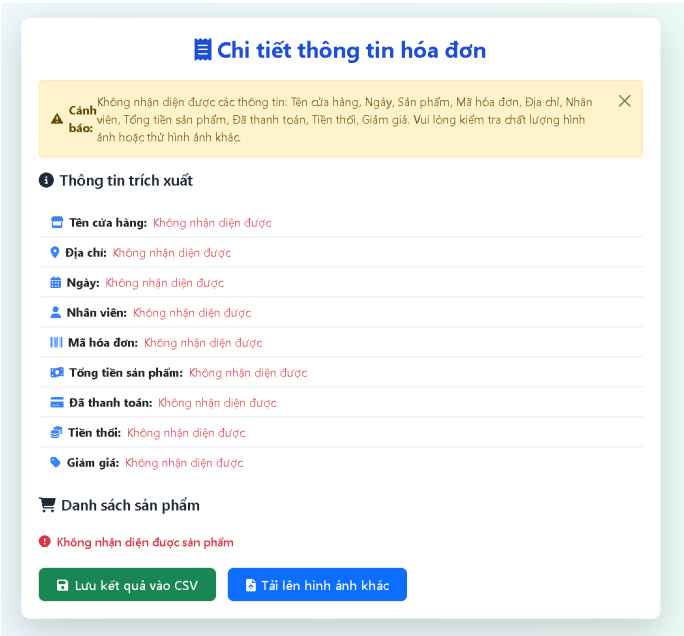 Chi tiết thông tin hóa đơn
Cảnh báo:
Không nhận diện được các thông tin: Tên cửa hàng, Ngày, Sản phẩm, Mã hóa đơn, Địa chỉ, Nhân
viên, Tổng tiền sản phẩm, Đã thanh toán, Tiền thối, Giảm giá. Vui lòng kiểm tra chất lượng hình
ảnh hoặc thử hình ảnh khác.
Thông tin trích xuất
Tên cửa hàng: Không nhận diện được
Địa chỉ: Không nhận diện được
Ngày: Không nhận diện được
Nhân viên: Không nhận diện được
Mã hóa đơn: Không nhận diện được
Tổng tiền sản phẩm: Không nhận diện được
Đã thanh toán: Không nhận diện được
Tiền thối: Không nhận diện được
Giảm giá: Không nhận diện được
Danh sách sản phẩm
Không nhận diện được sản phẩm
Lưu kết quả vào CSV
Tải lên hình ảnh khác